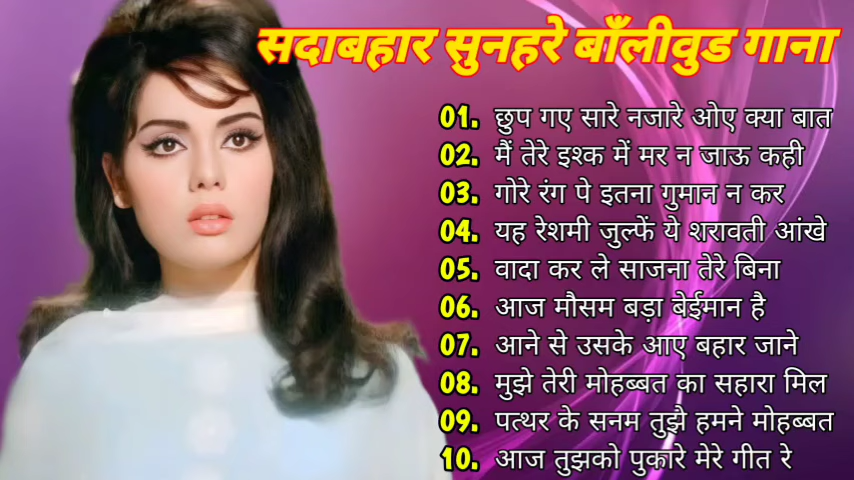 सदाबहार सुनहरे बाॅंलीवुड गाना
01. छुप गए सारे नजारे ओए क्या बात
02. मैं तेरे इश्क में मर न जाऊ कही
03. गोरे रंग पे इतना गुमान न कर
04. यह रेशमी जुल्फें ये शरावती आंखे
05. वादा कर ले साजना तेरे बिना
06. आज मौसम बड़ा बेईमान है
07. आने से उसके आए बहार जाने
08. मुझे तेरी मोहब्बत का सहारा मिल
09. पत्थर के सनम तुझै हमने मोहब्बत
10. आज तुझको पुकारे मेरे गीत रे